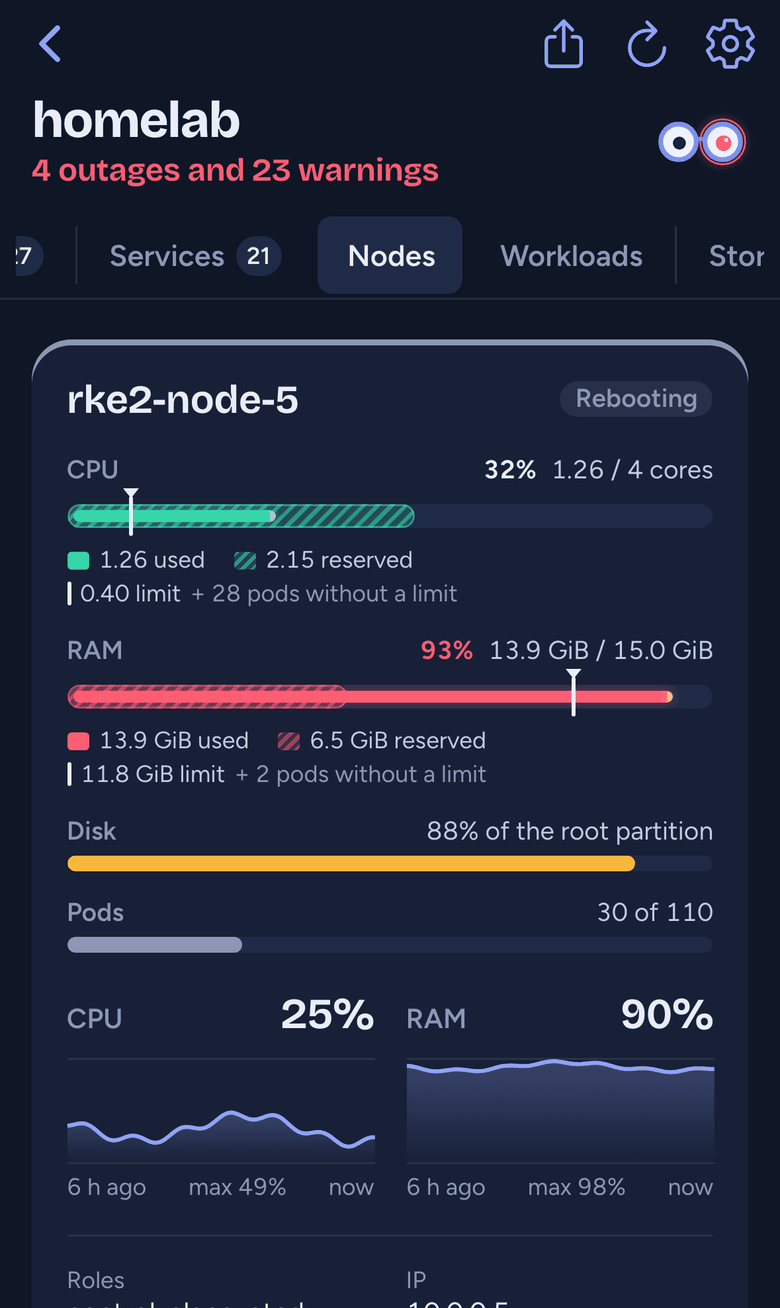 homelab
4 outages and 23 warnings
27 Services 21 Nodes Workloads Stor
rke2-node-5 Rebooting
CPU 32% 1.26 / 4 cores
1.26 used 2.15 reserved
0.40 limit + 28 pods without a limit
RAM 93% 13.9 GiB / 15.0 GiB
13.9 GiB used 6.5 GiB reserved
11.8 GiB limit + 2 pods without a limit
Disk 88% of the root partition
Pods 30 of 110
CPU 25% RAM 90%
6 h ago max 49% now 6 h ago max 98% now
Roles IP